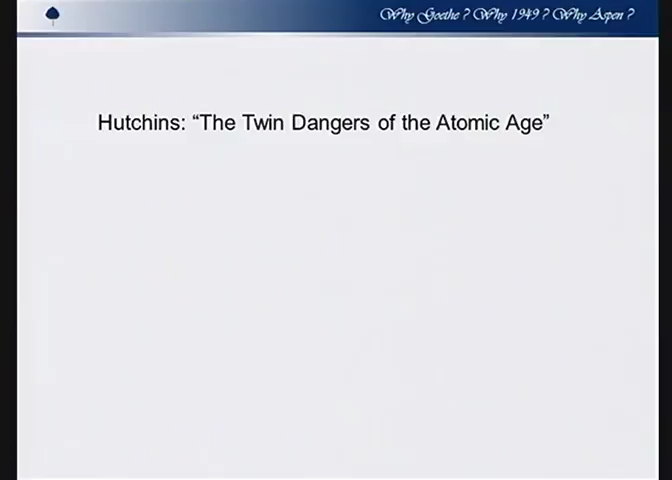 Why Goethe ? Why 1949 ? Why Aspen ?
Hutchins: “The Twin Dangers of the Atomic Age”